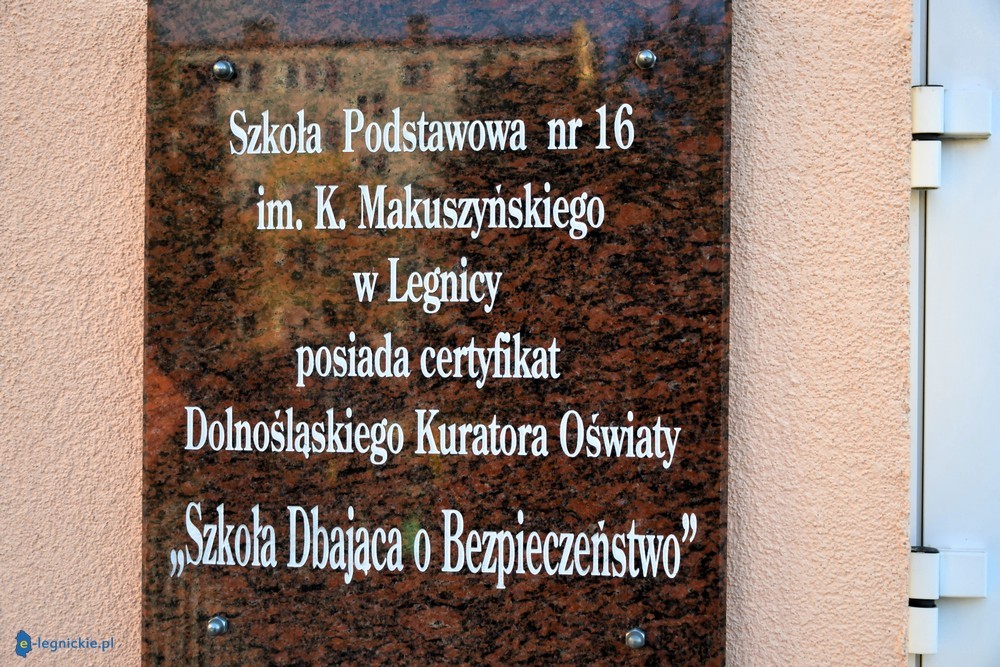 Szkoła Podstawowa nr 16
im. K. Makuszyńskiego
w Legnicy
posiada certyfikat
Dolnośląskiego Kuratora Oświaty
„Szkoła Dbająca o Bezpieczeństwo”
e-legnickie.pl